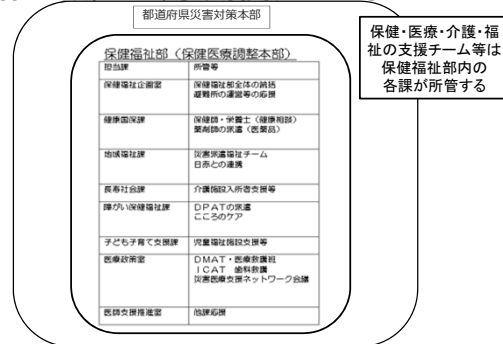 都道府県災害対策本部
保健・医療・介護・福
祉の支援チーム等は
保健福祉部内の
各課が所管する
保健福祉部（保健医療調整本部）
担当課 所管等
保健福祉企画室 保健福祉部全体の統括
避難所の運営等の応援
健康国保課 保健師・栄養士（健康相談）
薬剤師の派遣（医薬品）
地域福祉課 災害派遣福祉チーム
日赤との連携
長寿社会課 介護施設入所者支援等
障がい保健福祉課 DPATの派遣
こころのケア
子ども子育て支援課 児童福祉施設支援等
医療政策室 DMAT・医療救護班
ICAT 歯科救護
災害医療支援ネットワーク会議
医師支援推進室 他課応援